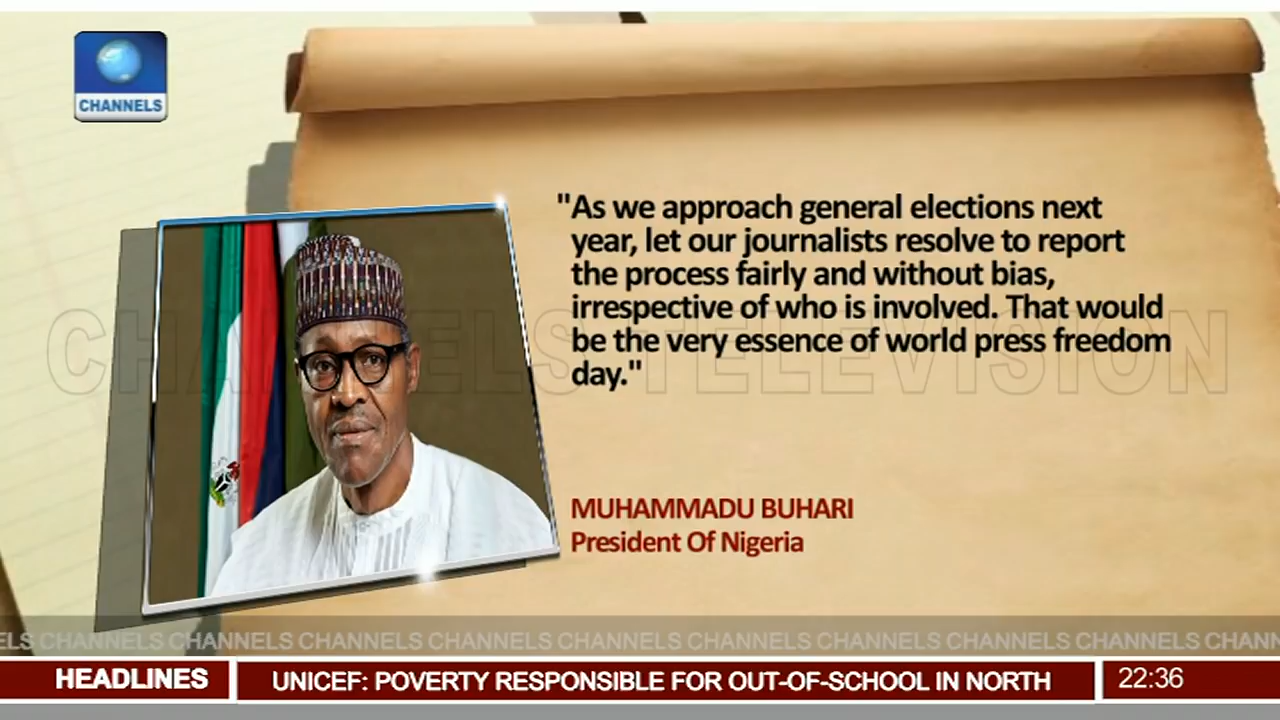 CHANNELS
"As we approach general elections next
year, let our journalists resolve to report
the process fairly and without bias,
irrespective of who is involved. That would
be the very essence of world press freedom
day."
CHANNELS TELEVISION
MUHAMMADU BUHARI
President Of Nigeria
ELS CHANNELS CHANNELS CHANNELS CHANNELS CHANNELS CHANNELS CHANNELS CHANNELS CHANN
HEADLINES
UNICEF: POVERTY RESPONSIBLE FOR OUT-OF-SCHOOL IN NORTH
22:36